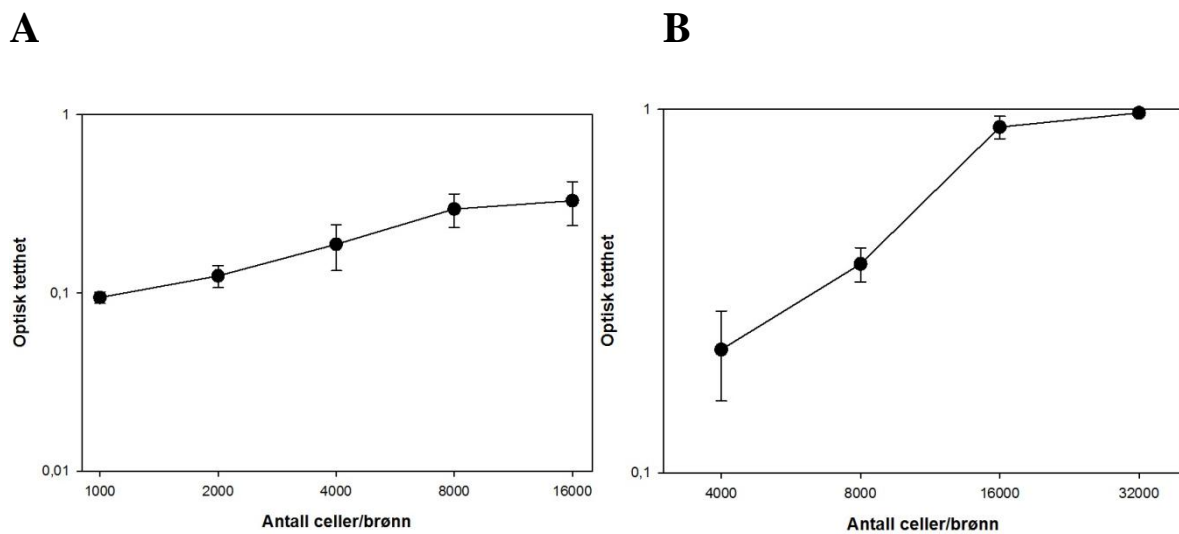 A
B
1
0,1
0,01
Optisk tetthet
1000 2000 4000 8000 16000
Antall celler/brønn
1
0,1
Optisk tetthet
4000 8000 16000 32000
Antall celler/brønn